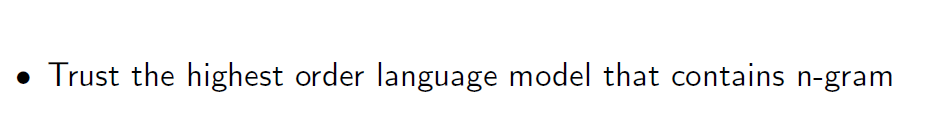 • Trust the highest order language model that contains n-gram